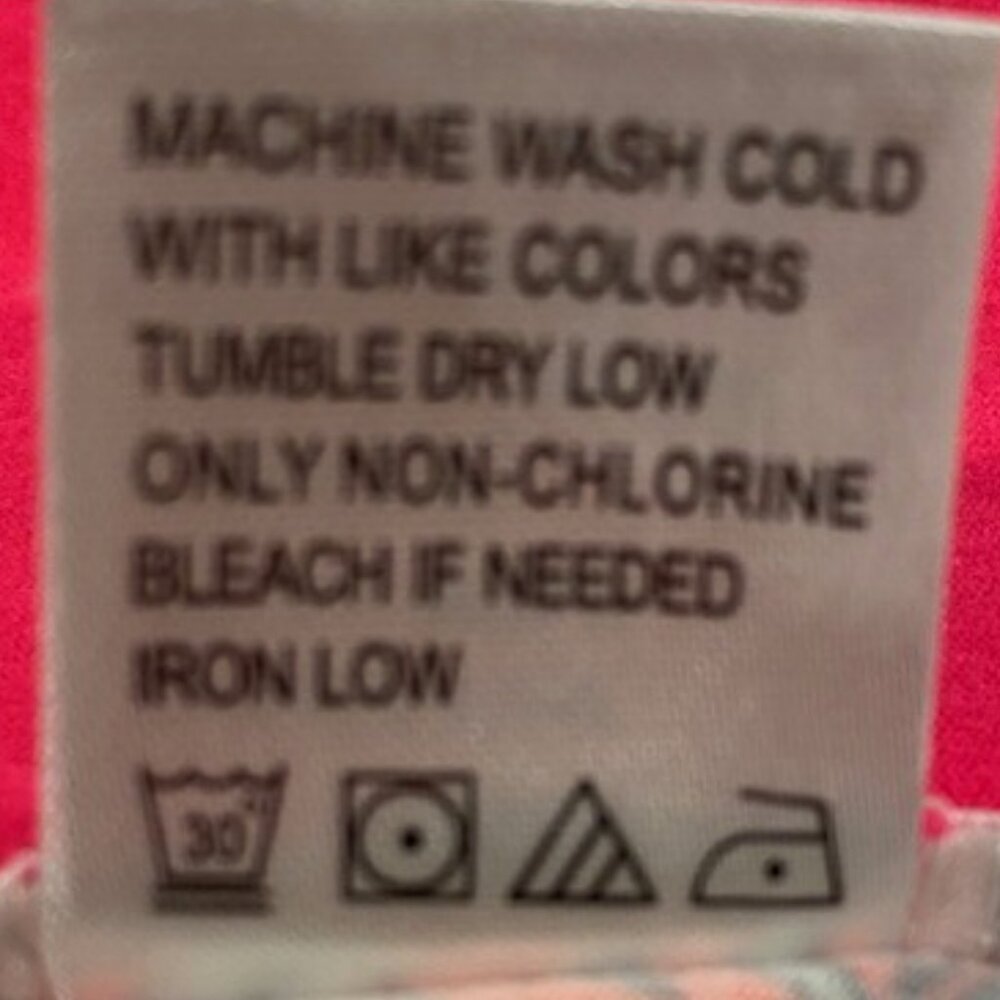 MACHINE WASH COLD
WITH LIKE COLORS
TUMBLE DRY LOW
ONLY NON-CHLORINE
BLEACH IF NEEDED
IRON LOW
30